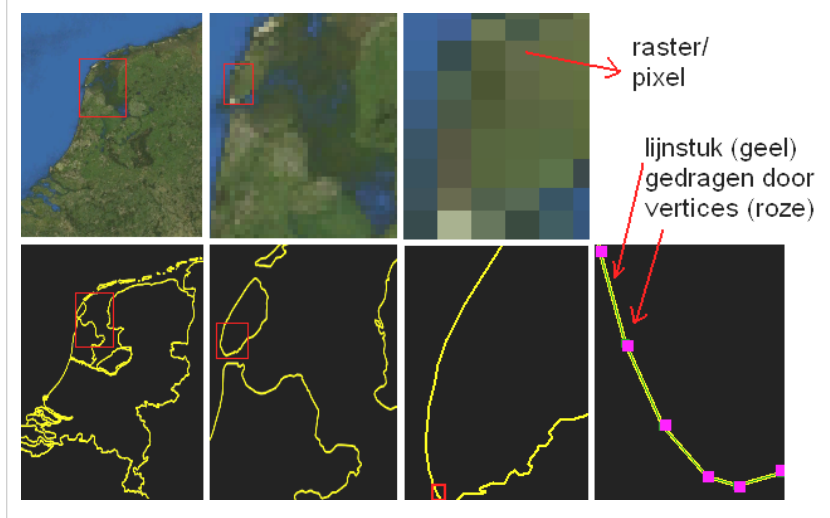 raster/
pixel
lijnstuk (geel)
gedragen door
vertices (roze)